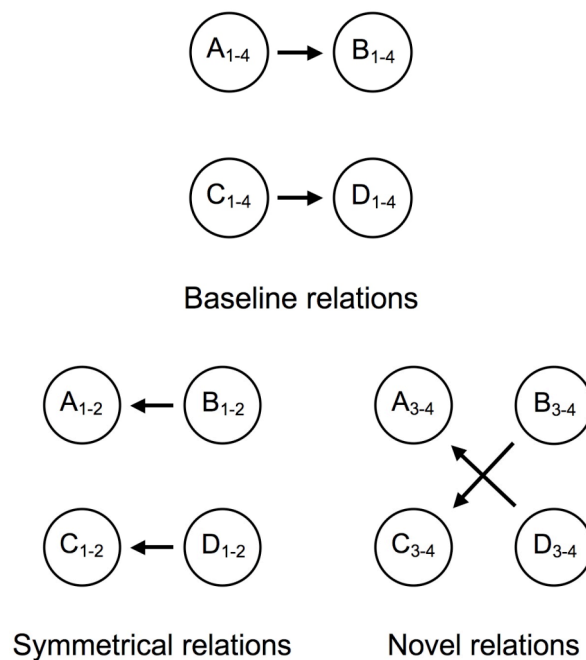 A1-4 B1-4
C1-4 D1-4
Baseline relations
A1-2 B1-2 A3-4 B3-4
C1-2 D1-2 C3-4 D3-4
Symmetrical relations Novel relations